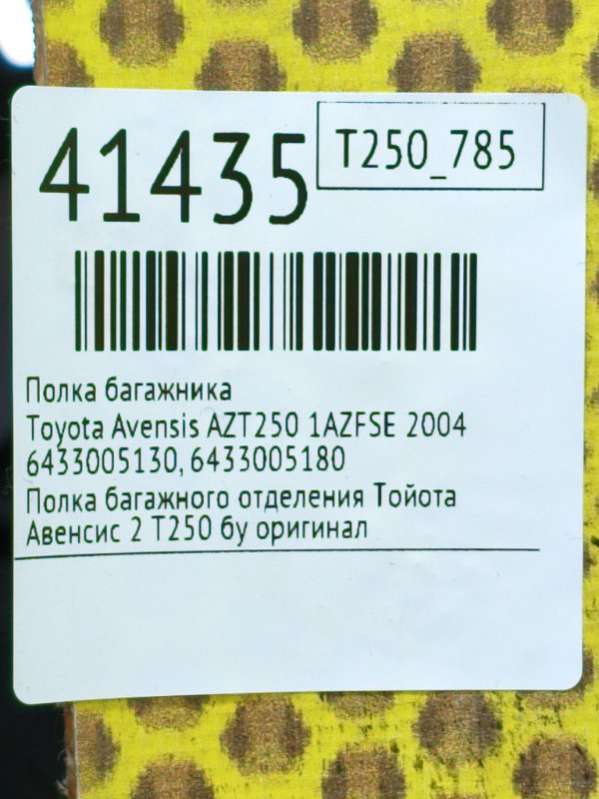 41435
T250_785
Полка багажника
Toyota Avensis AZT250 1AZFSE 2004
6433005130, 6433005180
Полка багажного отделения Тойота
Авенсис 2 Т250 бу оригинал